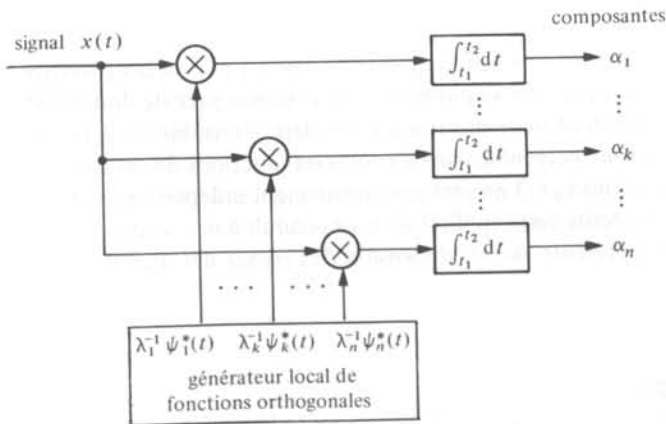 composantes
signal x(t)
× ∫_{t_1}^{t_2} dt α_1
⋮ ⋮
× ∫_{t_1}^{t_2} dt α_k
⋮ ⋮
× ∫_{t_1}^{t_2} dt α_n
· · · · · ·
λ_1^{-1} ψ_1^*(t) λ_k^{-1} ψ_k^*(t) λ_n^{-1} ψ_n^*(t)
générateur local de
fonctions orthogonales